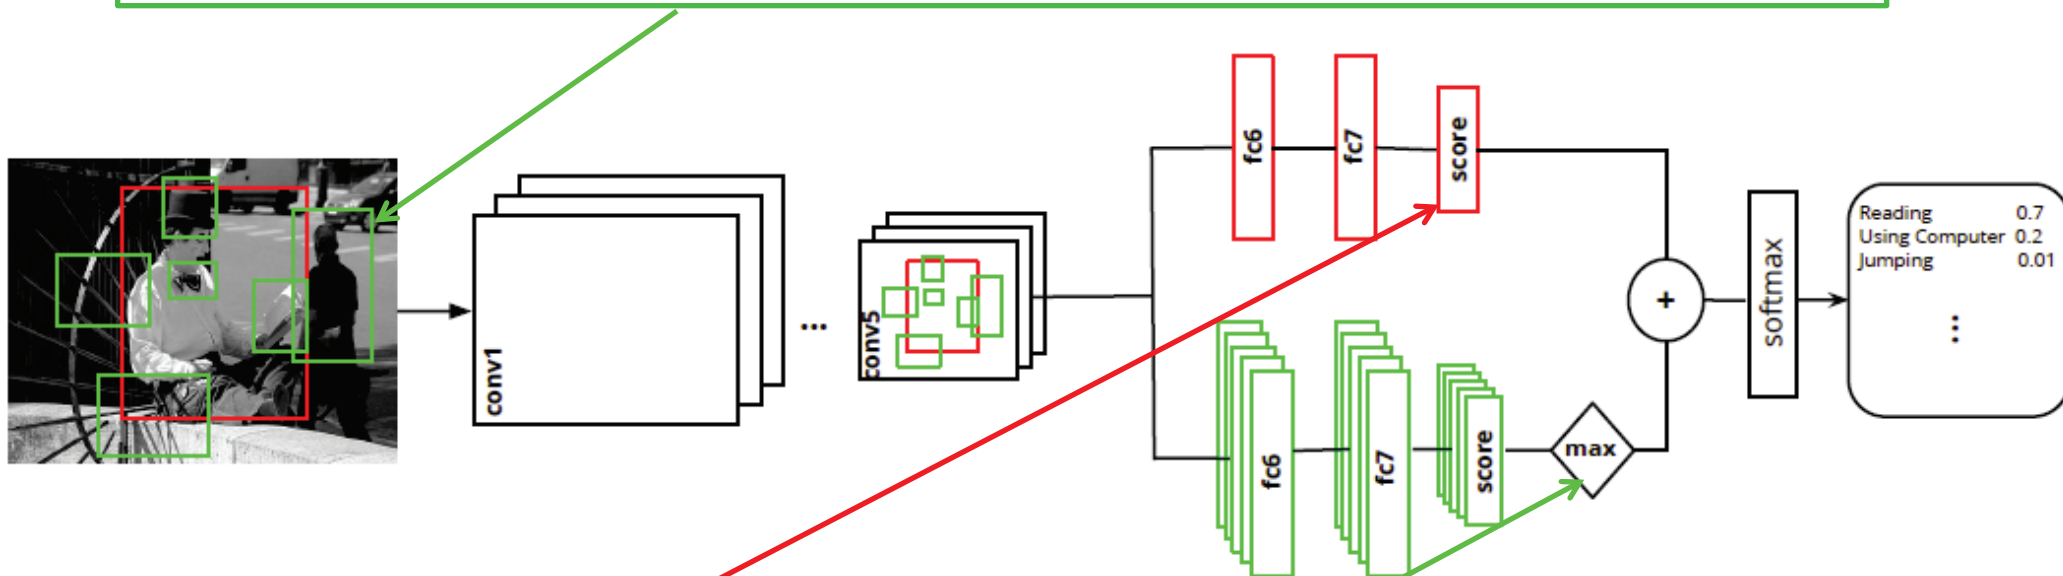 conv1
...
conv5
fc6
fc7
score
fc6
fc7
score
max
+
softmax
Reading 0.7
Using Computer 0.2
Jumping 0.01
...